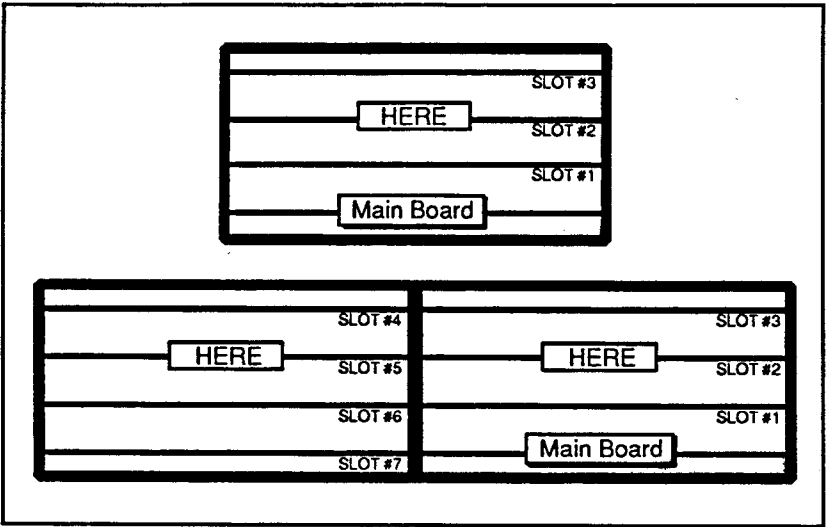 SLOT #3
HERE
SLOT #2
SLOT #1
Main Board
SLOT #4
SLOT #3
HERE
SLOT #5
HERE
SLOT #2
SLOT #6
SLOT #1
Main Board
SLOT #7